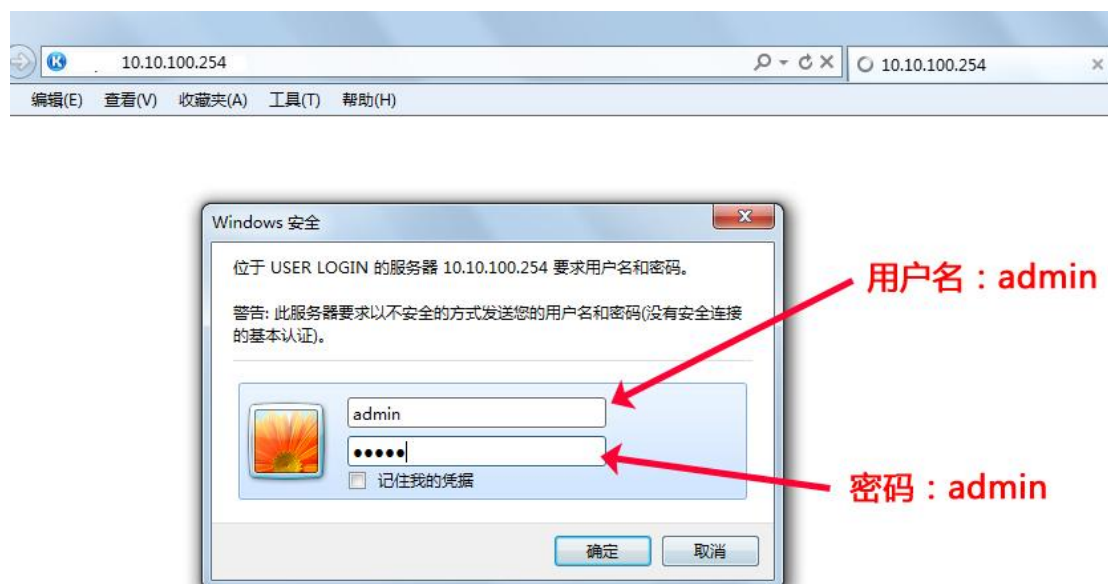 10.10.100.254
10.10.100.254
编辑(E) 查看(V) 收藏夹(A) 工具(T) 帮助(H)
Windows 安全
位于 USER LOGIN 的服务器 10.10.100.254 要求用户名和密码。
警告: 此服务器要求以不安全的方式发送您的用户名和密码(没有安全连接
的基本认证)。
用户名：admin
admin
●●●●●
记住我的凭据
密码：admin
确定 取消